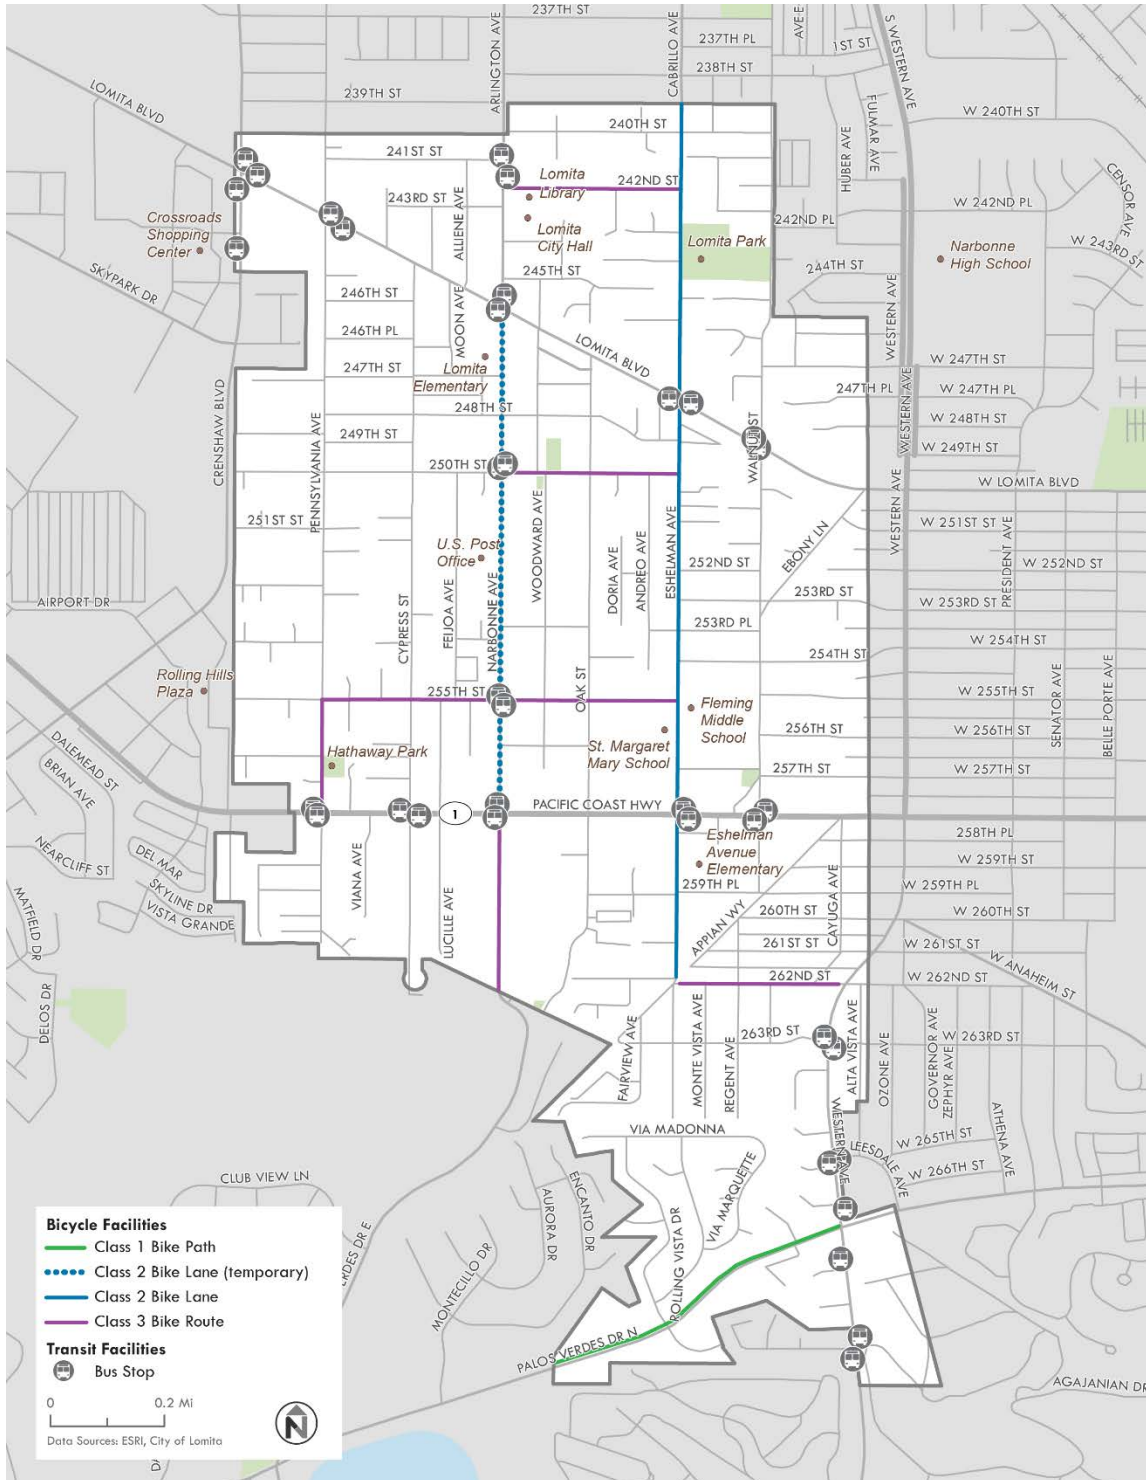 237TH ST
ARLINGTON AVE
CABRILLO AVE
AVE E
S WESTERN AVE
237TH PL
1ST ST
238TH ST
LOMITA BLVD
239TH ST
FULMAR AVE
HUBER AVE
W 240TH ST
240TH ST
241ST ST
CENSOR AVE
Lomita
Library
242ND ST
243RD ST
ALLIENE AVE
W 242ND PL
242ND PL
Crossroads
Shopping
Center
Lomita
City Hall
Lomita Park
Narbonne
High School
W 243RD ST
SKYPARK DR
245TH ST
244TH ST
246TH ST
MOON AVE
WESTERN AVE
246TH PL
LOMITA BLVD
Lomita
Elementary
247TH ST
W 247TH ST
247TH PL
W 247TH PL
WESTERN AVE
CRENSHAW BLVD
PENNSYLVANIA AVE
248TH ST
W 248TH ST
249TH ST
WALNUT ST
W 249TH ST
250TH ST
W LOMITA BLVD
251ST ST
WOODWARD AVE
ESHELMAN AVE
WESTERN AVE
W 251ST ST
PRESIDENT AVE
EBONY LN
U.S. Post
Office
DORIA AVE
ANDREO AVE
252ND ST
W 252ND ST
AIRPORT DR
CYPRESS ST
FEIJOA AVE
NARBONNE AVE
253RD ST
W 253RD ST
253RD PL
W 254TH ST
254TH ST
Rolling Hills
Plaza
255TH ST
OAK ST
W 255TH ST
SENATOR AVE
BELLE PORTE AVE
Fleming
Middle
School
DALEMEAD ST
256TH ST
W 256TH ST
BRIAN AVE
Hathaway Park
St. Margaret
Mary School
257TH ST
W 257TH ST
PACIFIC COAST HWY
1
258TH PL
NEARCLIFF ST
DEL MAR
Eshelman
Avenue
Elementary
W 259TH ST
VIANA AVE
259TH PL
W 259TH PL
SKYLINE DR
VISTA GRANDE
MATFIELD DR
LUCILLE AVE
APPIAN WY
260TH ST
CAYUGA AVE
W 260TH ST
261ST ST
W 261ST ST
W ANAHEIM ST
262ND ST
W 262ND ST
DELOS DR
FAIRVIEW AVE
MONTE VISTA AVE
REGENT AVE
263RD ST
ALTA VISTA AVE
OZONE AVE
GOVERNOR AVE
ZEPHYR AVE
W 263RD ST
ATHENA AVE
VIA MADONNA
WESTERN AVE
LEESDALE AVE
W 265TH ST
W 266TH ST
CLUB VIEW LN
ENCANTO DR
AURORA DR
VIA MARQUETTE
ROLLING VISTA DR
MONTECILLO DR
ERDES DR E
PALOS VERDES DR N
AGAJANIAN DR
Bicycle Facilities
Class 1 Bike Path
Class 2 Bike Lane (temporary)
Class 2 Bike Lane
Class 3 Bike Route
Transit Facilities
Bus Stop
0 0.2 Mi
N
Data Sources: ESRI, City of Lomita